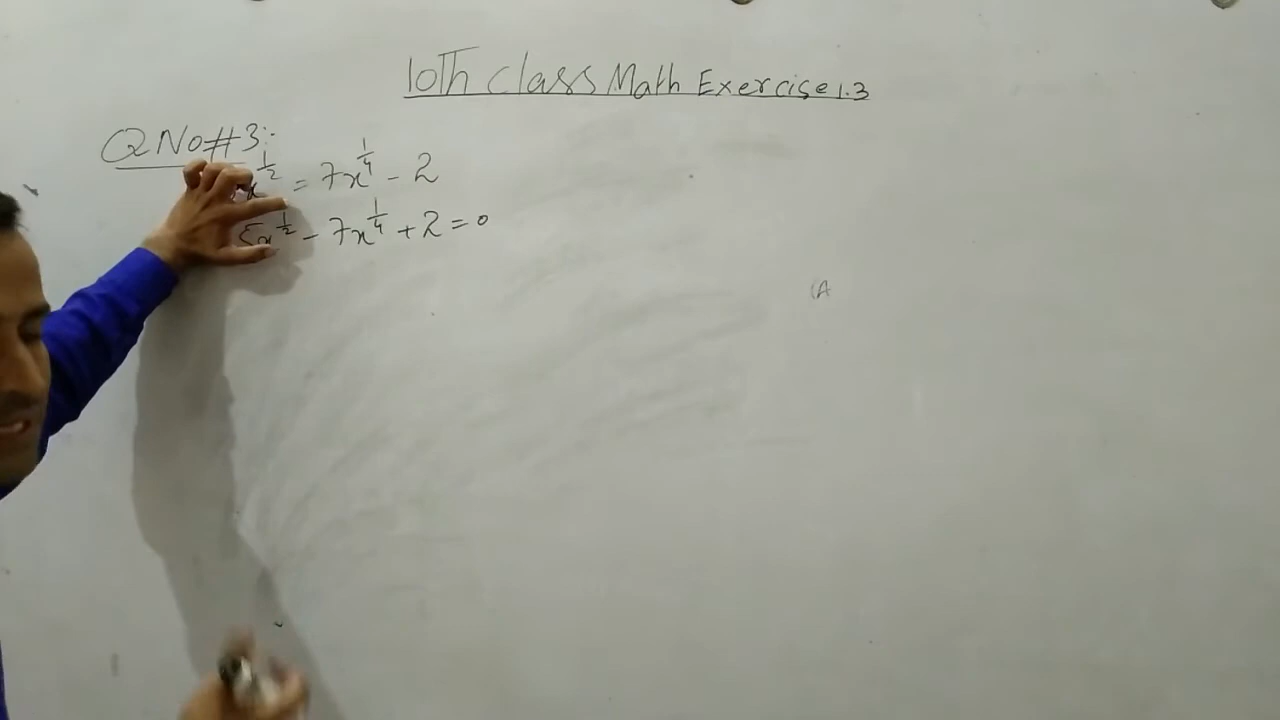 10Th Class Math Exercise 1.3
Q No # 3:-
x^{1/2} = 7x^{1/4} - 2
5x^{1/2} - 7x^{1/4} + 2 = 0
(A